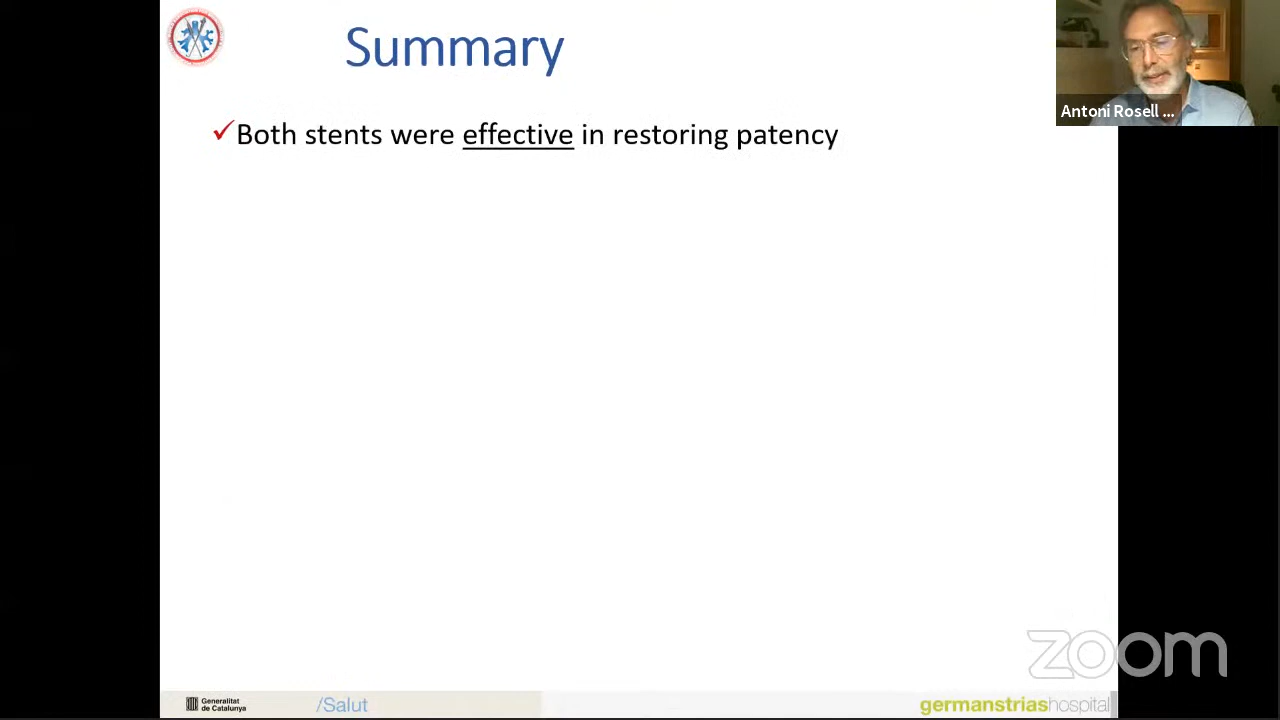 Summary
Antoni Rosell ...
✓Both stents were effective in restoring patency
zoom
Generalitat
de Catalunya
/Salut
germanstriashospital